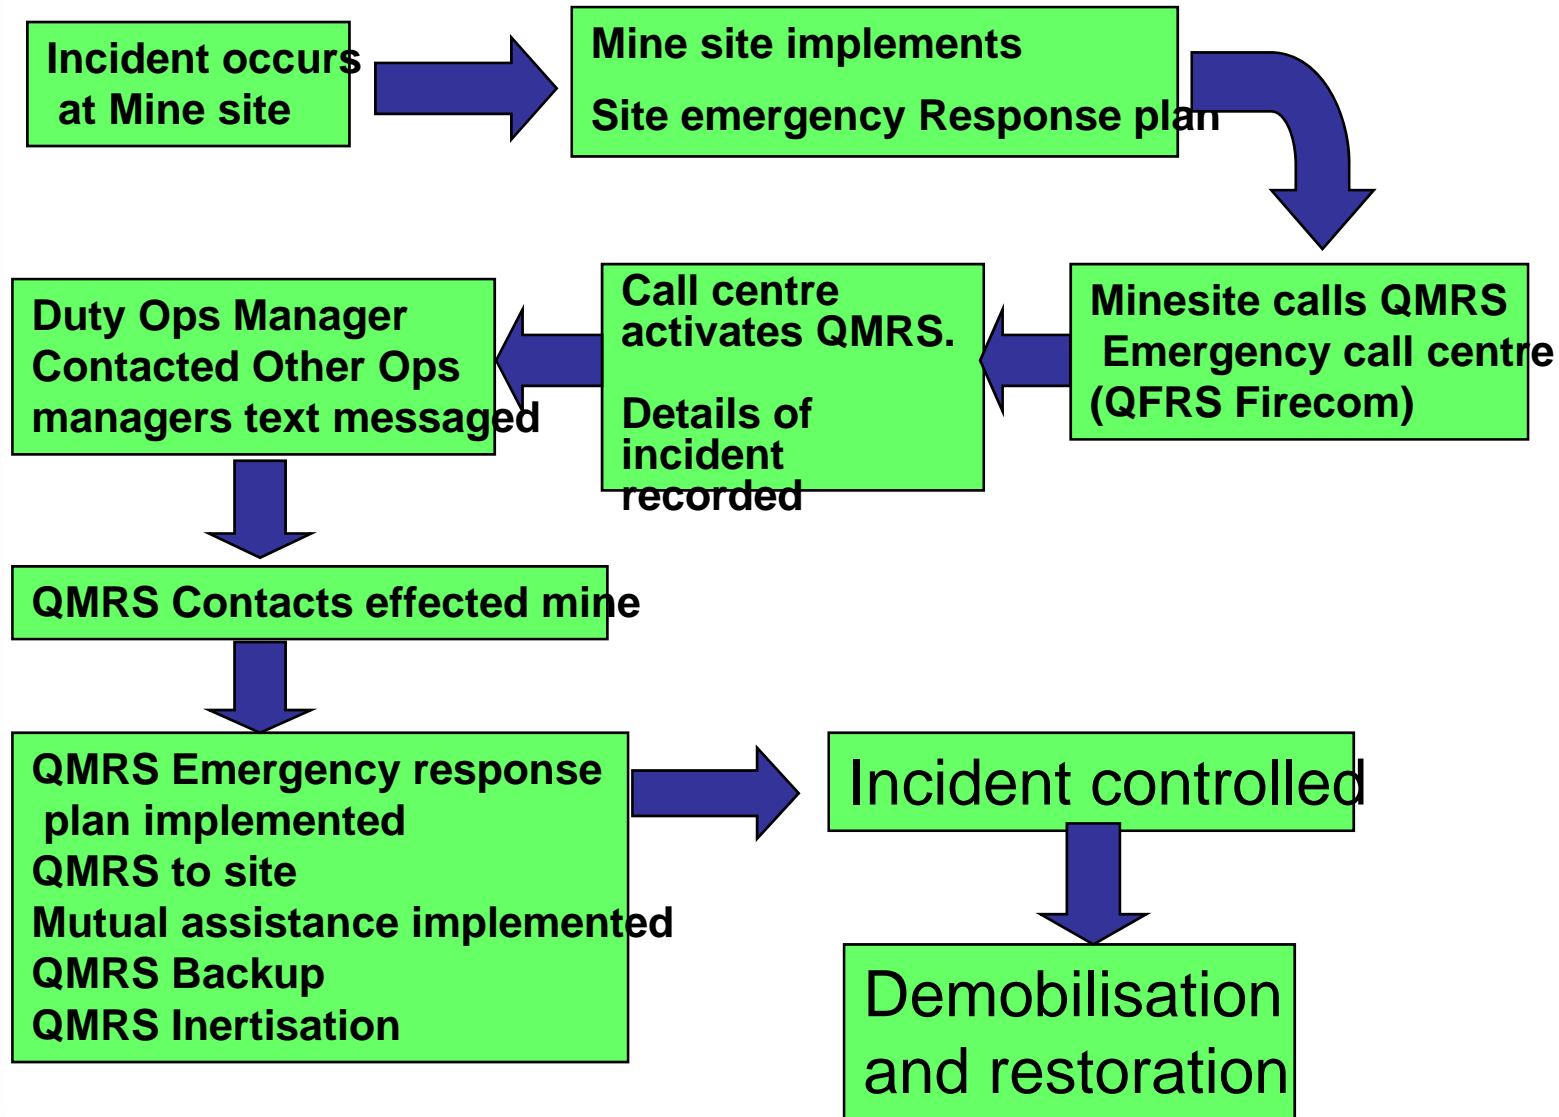 Incident occurs
at Mine site
Mine site implements
Site emergency Response plan
Minesite calls QMRS
Emergency call centre
(QFRS Firecom)
Call centre
activates QMRS.
Details of
incident
recorded
Duty Ops Manager
Contacted Other Ops
managers text messaged
QMRS Contacts effected mine
QMRS Emergency response
plan implemented
QMRS to site
Mutual assistance implemented
QMRS Backup
QMRS Inertisation
Incident controlled
Demobilisation
and restoration